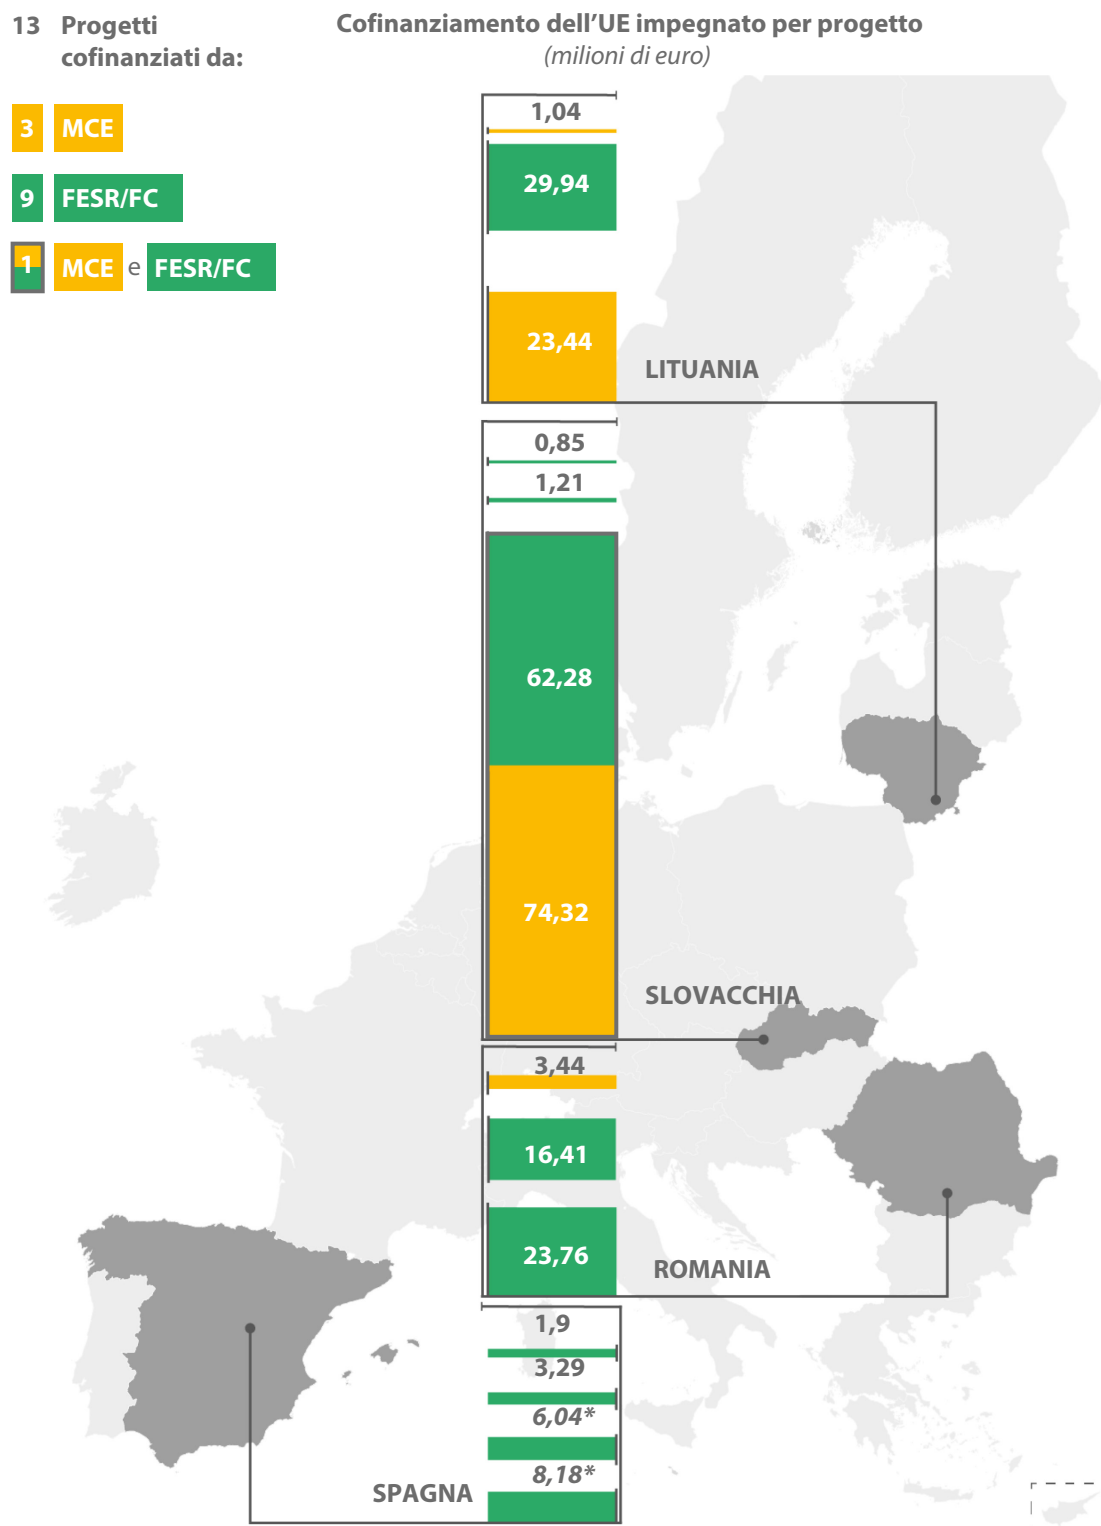 13 Progetti
cofinanziati da:
3 MCE
9 FESR/FC
1 MCE e FESR/FC
Cofinanziamento dell’UE impegnato per progetto
(milioni di euro)
1,04
29,94
23,44
LITUANIA
0,85
1,21
62,28
74,32
SLOVACCHIA
3,44
16,41
23,76
ROMANIA
1,9
3,29
6,04*
8,18*
SPAGNA